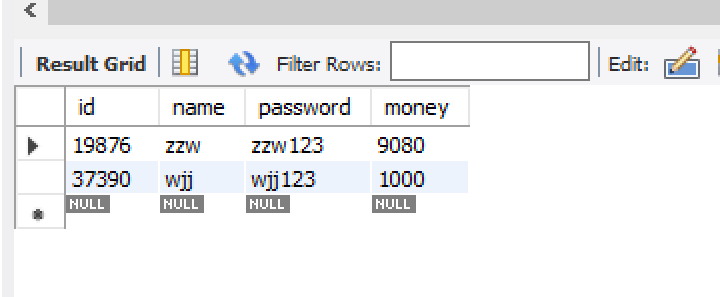 Result Grid Filter Rows: Edit:
id name password money
19876 zzw zzw123 9080
37390 wjj wjj123 1000
NULL NULL NULL NULL